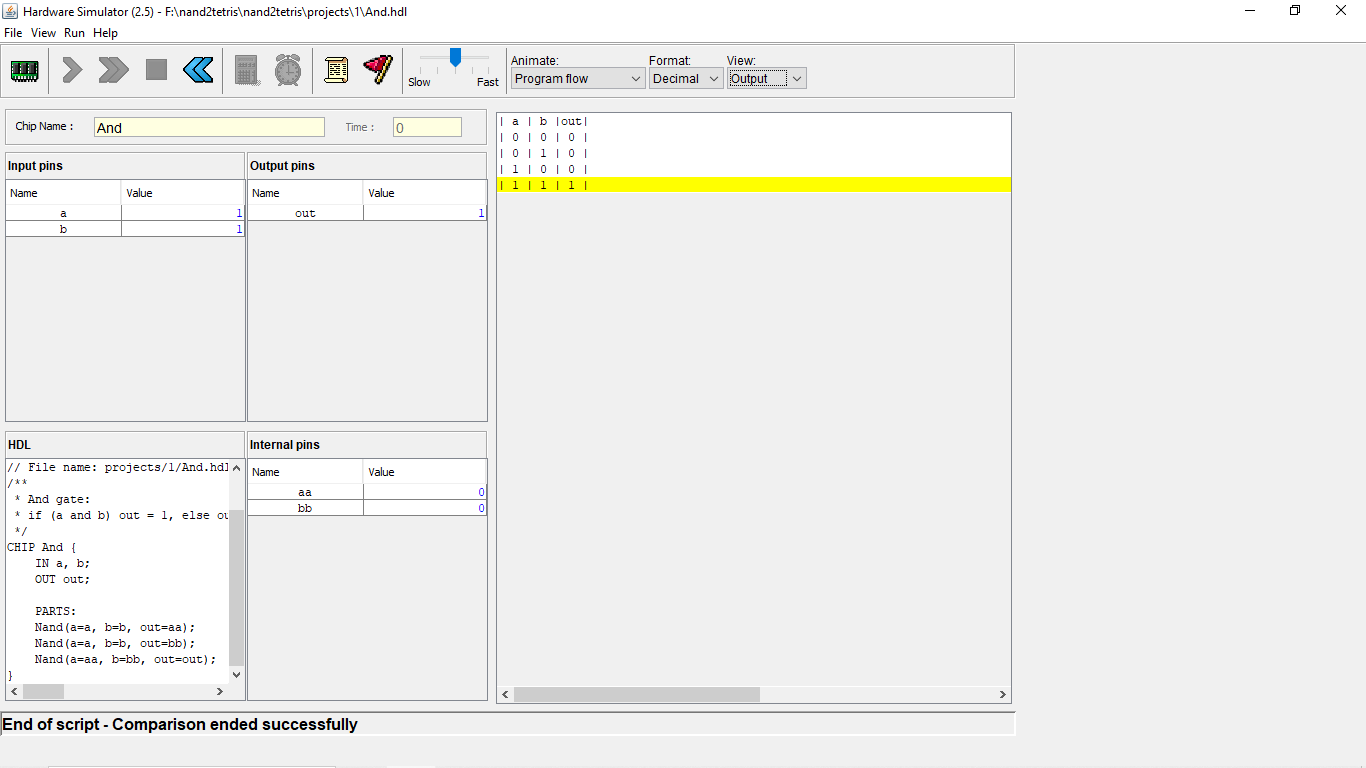 Hardware Simulator (2.5) - F:\nand2tetris\nand2tetris\projects\1\And.hdl
File View Run Help
Slow Fast
Animate: Format: View:
Program flow Decimal Output
Chip Name : And Time : 0
Input pins
Name Value
a 1
b 1
Output pins
Name Value
out 1
HDL
// File name: projects/1/And.hdl
/**
 * And gate:
 * if (a and b) out = 1, else ou
 */
CHIP And {
    IN a, b;
    OUT out;
    PARTS:
    Nand(a=a, b=b, out=aa);
    Nand(a=a, b=b, out=bb);
    Nand(a=aa, b=bb, out=out);
}
Internal pins
Name Value
aa 0
bb 0
| a | b |out|
| 0 | 0 | 0 |
| 0 | 1 | 0 |
| 1 | 0 | 0 |
| 1 | 1 | 1 |
End of script - Comparison ended successfully